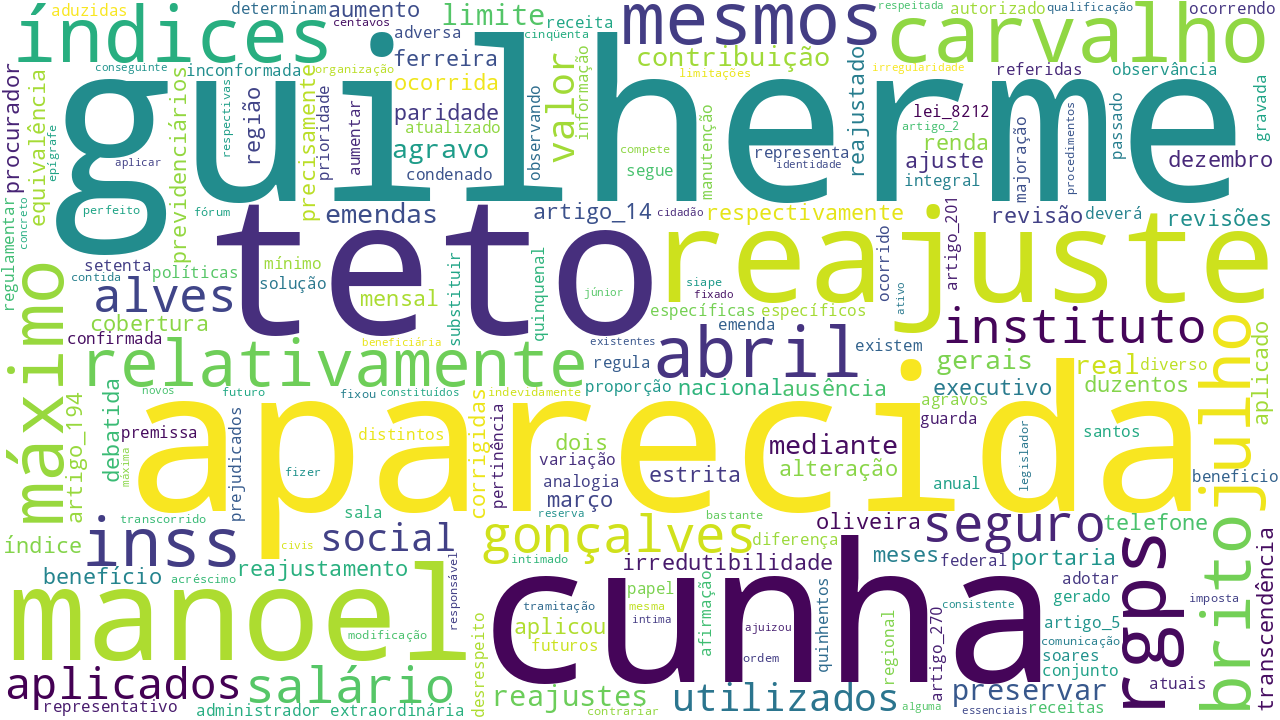 guilherme
aparecida
cunha
teto
reajuste
manoel
carvalho
mesmos
índices
máximo
relativamente
abril
instituto
julho
inss
gonçalves
seguro
rgps
brito
alves
social
salário
aplicados
utilizados
preservar
reajustes
valor
limite
contribuição
aduzidas
determinam
aumento
adversa
centavos
cinqüenta
receita
respeitada
autorizado
qualificação
ocorrendo
conseguinte
inconformada
organização
ferreira
ocorrida
limitações
irregularidade
referidas
observância
procurador
equivalência
epígrafe
previdenciários
respectivas
região
precisamente
prioridade
aumentar
paridade
atualizado
agravo
condenado
observando
informação
compete
segue
manutenção
representa
identidade
reajustado
lei_8212
artigo_2
renda
ajuste
integral
majoração
procedimentos
passado
gravada
dezembro
aplicar
perfeito
fórum
emendas
artigo_14
cidadão
respectivamente
artigo_201
revisão
deverá
revisões
regulamentar
concreto
setenta
contida
políticas
mínimo
solução
mensal
substituir
quinquenal
júnior
siape
fixado
específicas
específicos
ocorrido
ativo
cobertura
confirmada
beneficiária
existentes
emenda
regula
existem
gerais
real
diverso
aplicado
novos
futuro
fixou
constituídos
indevidamente
proporção
nacional
ausência
executivo
duzentos
agravos
guarda
artigo_194
debatida
máxima
premissa
prejudicados
distintos
fizer
corrigidas
pertinência
dois
variação
analogia
março
estrita
mediante
alteração
anual
legislador
santos
beneficio
transcorrido
sala
civis
reserva
bastante
diferença
oliveira
telefone
índice
benefício
acréscimo
reajustamento
responsável
intimado
irredutibilidade
meses
federal
portaria
adotar
gerado
imposta
transcendência
modificação
tramitação
aplicou
futuros
papel
mesma
intima
afirmação
ajuizou
ordem
quinhentos
regional
consistente
artigo_270
artigo_5
comunicação
soares
conjunto
atuais
representativo
administrador
extraordinária
desrespeito
contrariar
alguma
essenciais
receitas